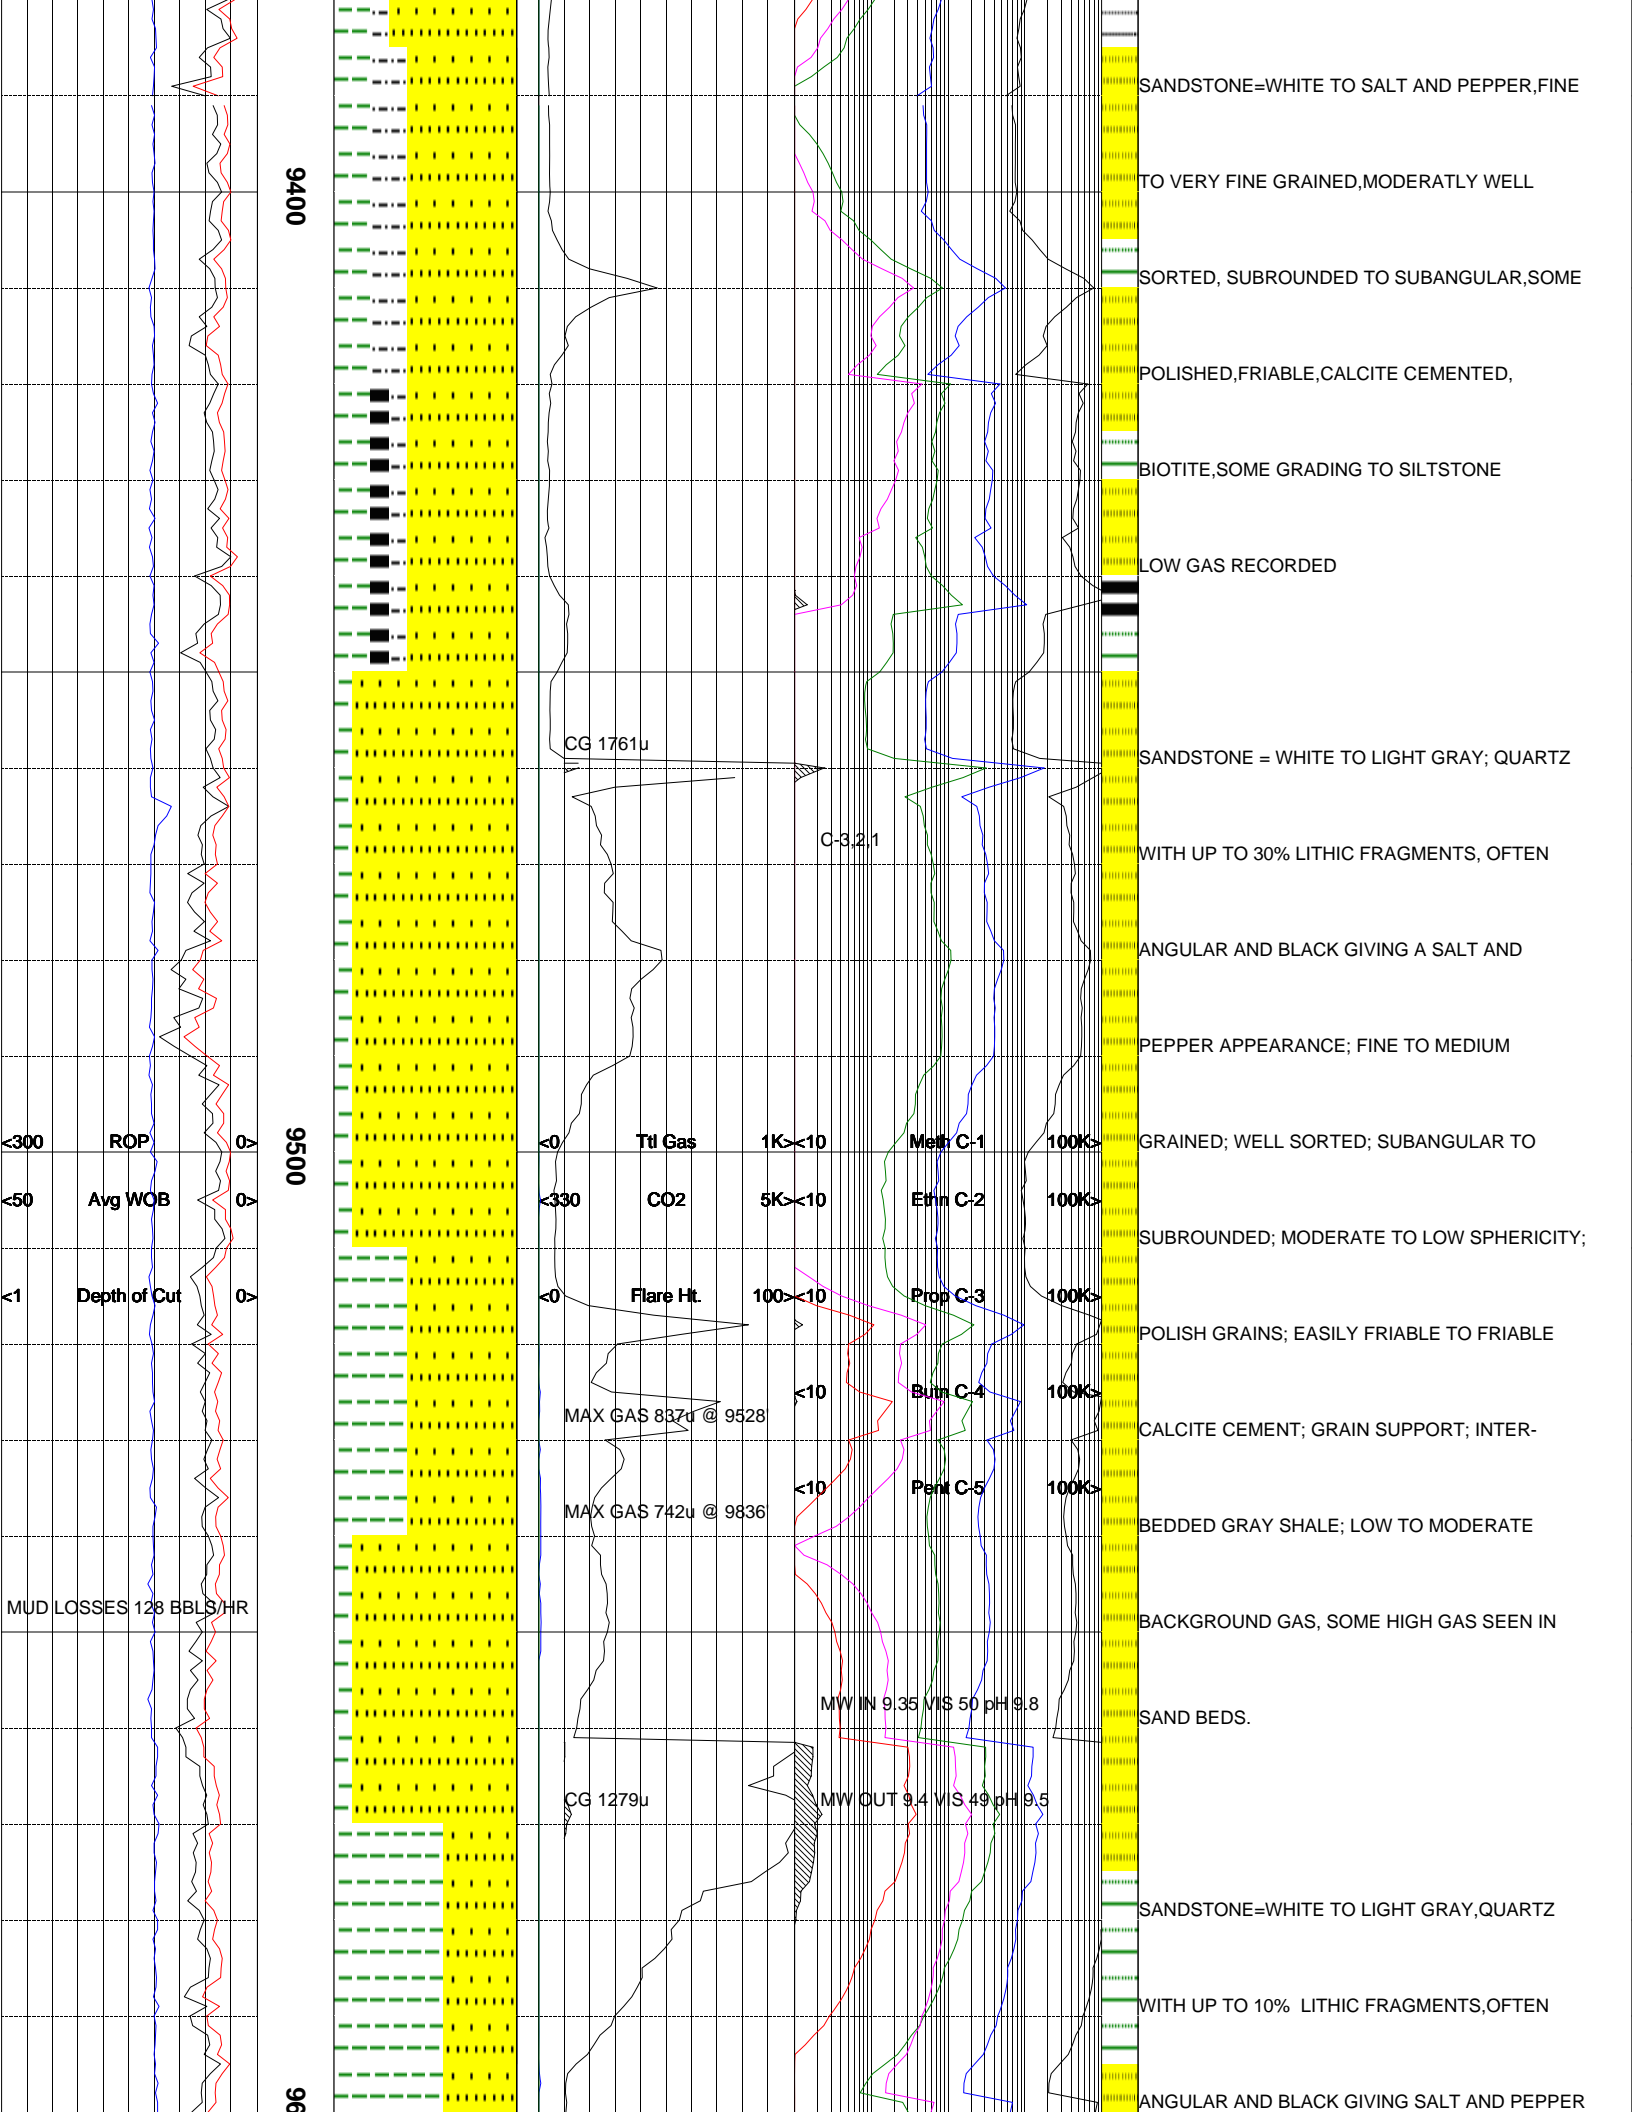 SANDSTONE=WHITE TO SALT AND PEPPER,FINE
9400
TO VERY FINE GRAINED,MODERATLY WELL
SORTED, SUBROUNDED TO SUBANGULAR,SOME
POLISHED,FRIABLE,CALCITE CEMENTED,
BIOTITE,SOME GRADING TO SILTSTONE
LOW GAS RECORDED
CG 1761u
SANDSTONE = WHITE TO LIGHT GRAY; QUARTZ
C-3,2,1
WITH UP TO 30% LITHIC FRAGMENTS, OFTEN
ANGULAR AND BLACK GIVING A SALT AND
PEPPER APPEARANCE; FINE TO MEDIUM
<300 ROP 0> 9500 <0 Ttl Gas 1K> <10 Meth C-1 100K> GRAINED; WELL SORTED; SUBANGULAR TO
<50 Avg WOB 0> <330 CO2 5K> <10 Ethn C-2 100K>
SUBROUNDED; MODERATE TO LOW SPHERICITY;
<1 Depth of Cut 0> <0 Flare Ht. 100> <10 Prop C-3 100K>
POLISH GRAINS; EASILY FRIABLE TO FRIABLE
<10 Butn C-4 100K>
MAX GAS 837u @ 9528'
CALCITE CEMENT; GRAIN SUPPORT; INTER-
<10 Pent C-5 100K>
MAX GAS 742u @ 9836'
BEDDED GRAY SHALE; LOW TO MODERATE
MUD LOSSES 128 BBLS/HR
BACKGROUND GAS, SOME HIGH GAS SEEN IN
MW IN 9.35 VIS 50 pH 9.8
SAND BEDS.
CG 1279u
MW OUT 9.4 VIS 49 pH 9.5
SANDSTONE=WHITE TO LIGHT GRAY,QUARTZ
WITH UP TO 10% LITHIC FRAGMENTS,OFTEN
ANGULAR AND BLACK GIVING SALT AND PEPPER